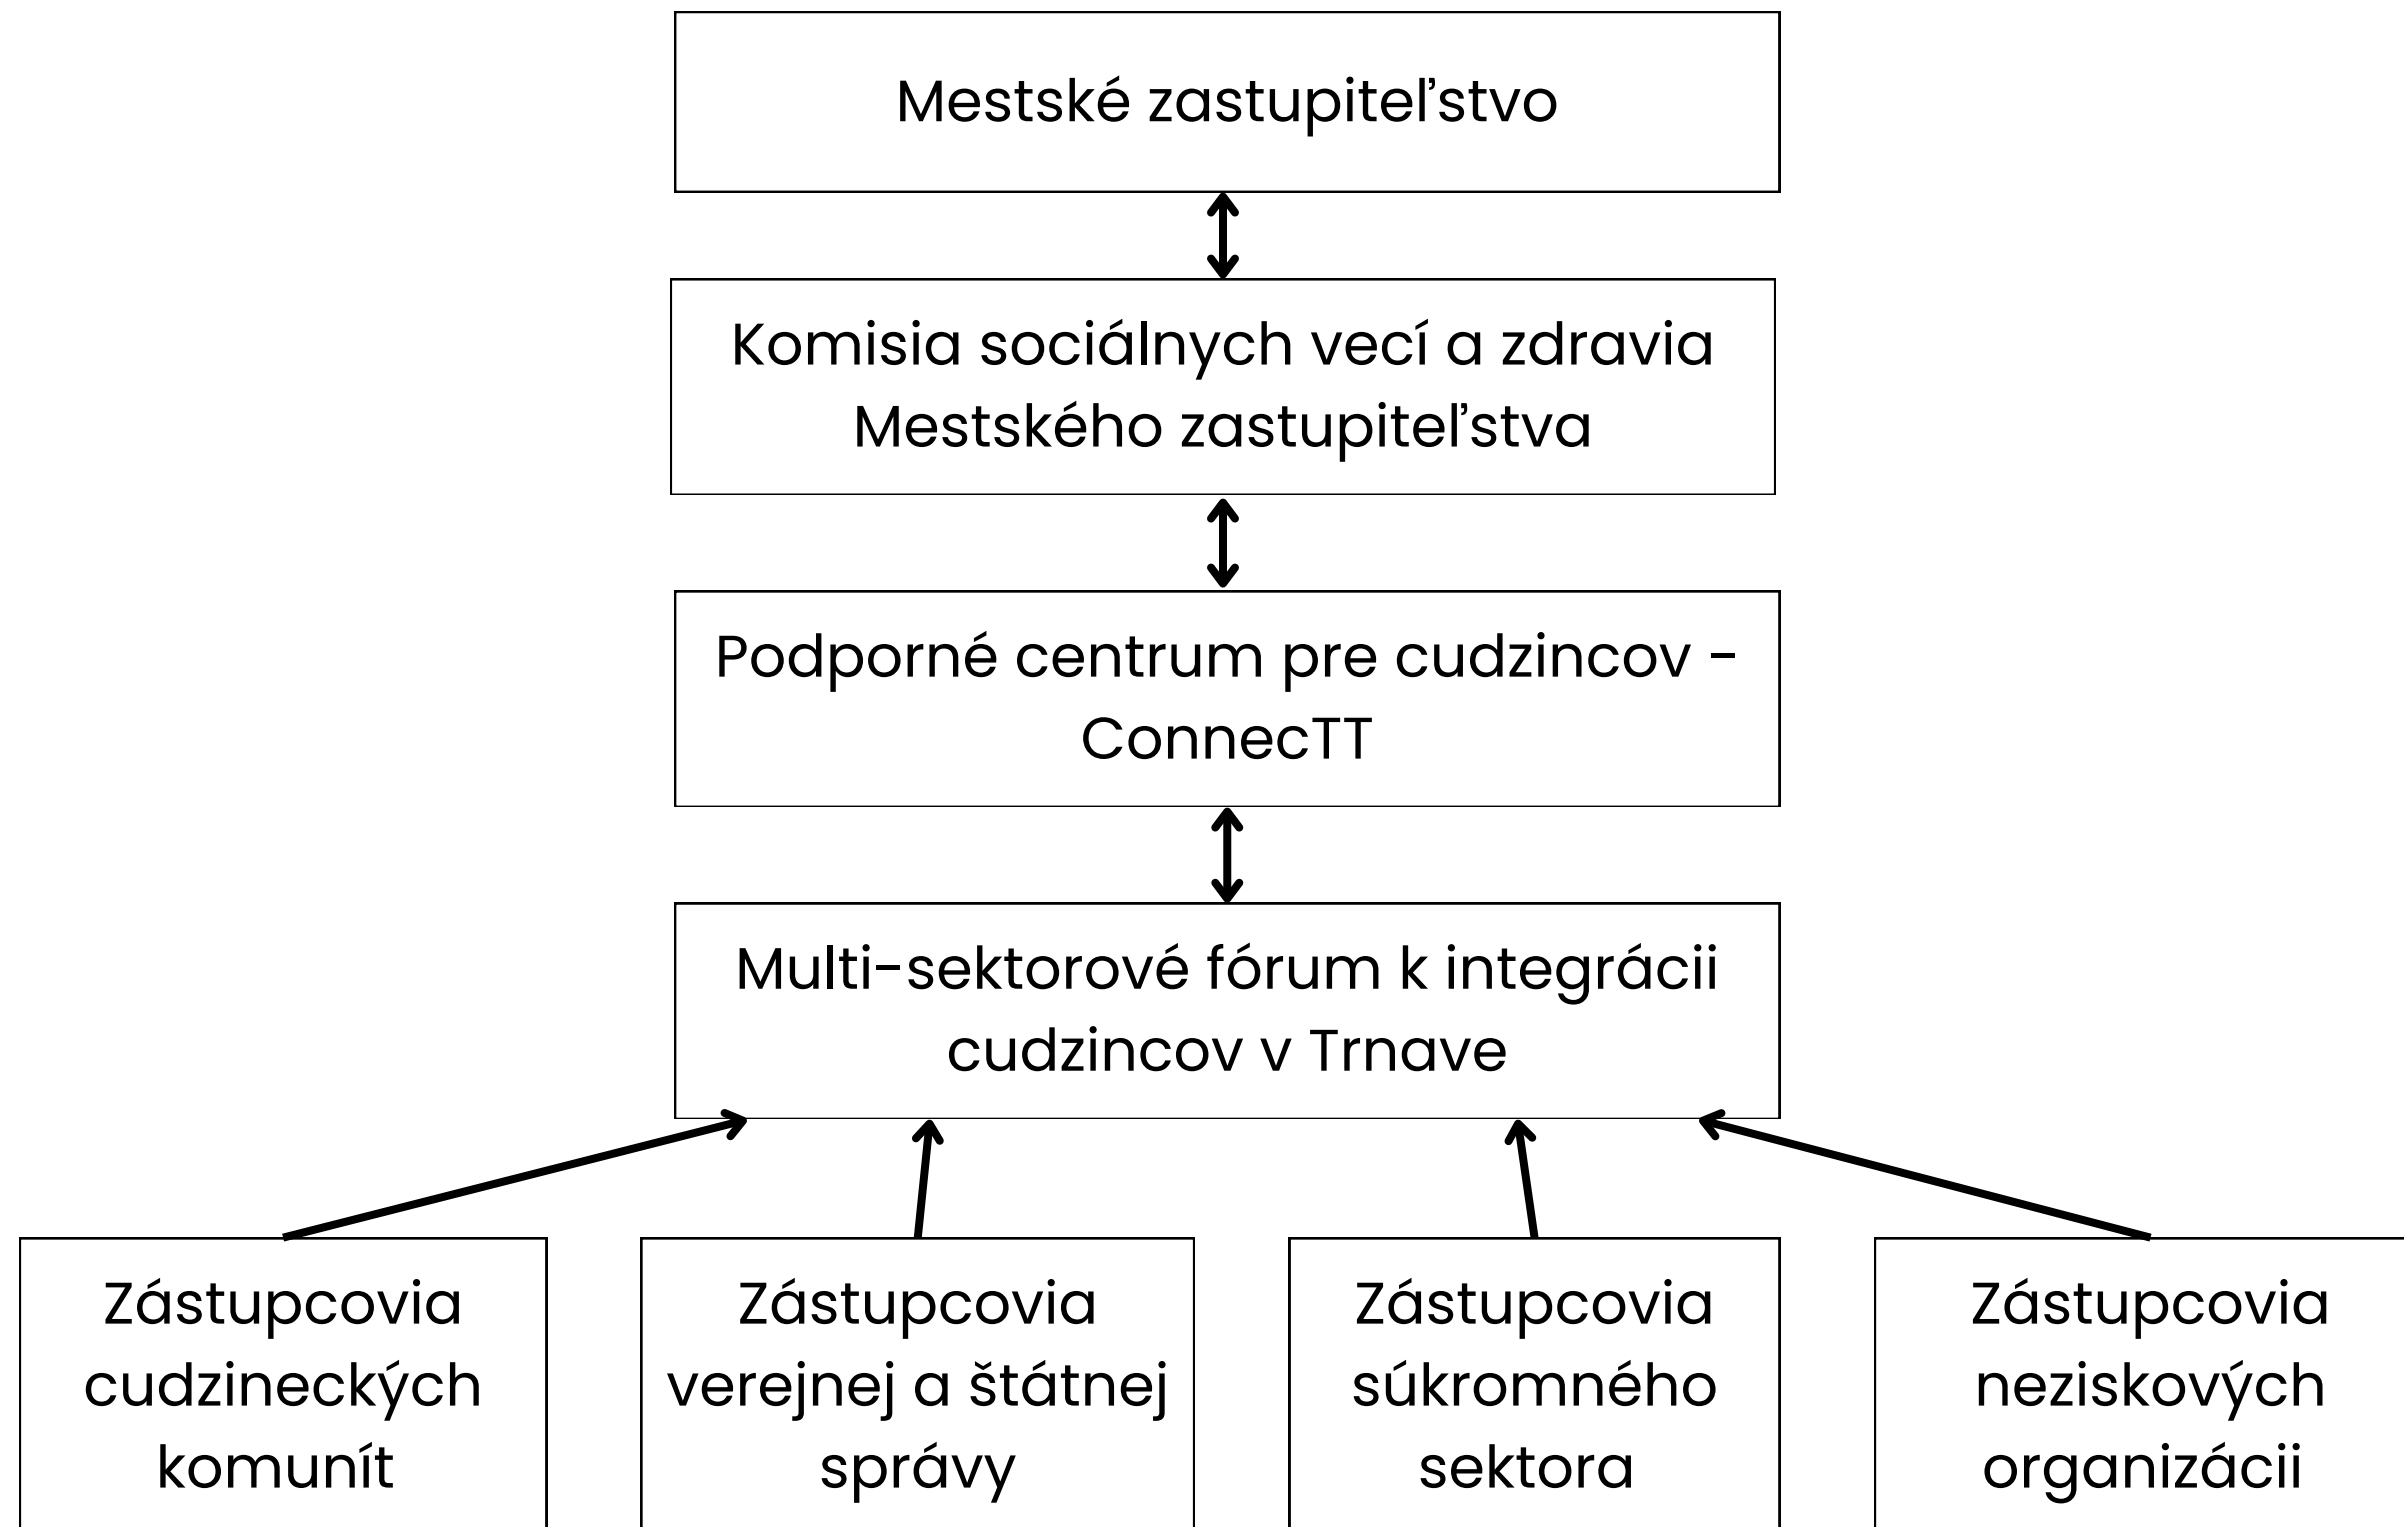 Mestské zastupiteľstvo
Komisia sociálnych vecí a zdravia
Mestského zastupiteľstva
Podporné centrum pre cudzincov -
ConnecTT
Multi-sektorové fórum k integrácii
cudzincov v Trnave
Zástupcovia
cudzineckých
komunít
Zástupcovia
verejnej a štátnej
správy
Zástupcovia
súkromného
sektora
Zástupcovia
neziskových
organizácii